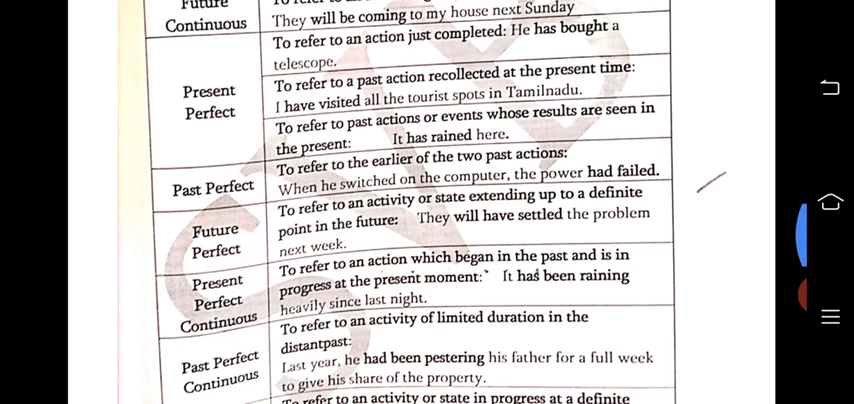 Future
Continuous
They will be coming to my house next Sunday
Present
Perfect
To refer to an action just completed: He has bought a
telescope.
To refer to a past action recollected at the present time:
I have visited all the tourist spots in Tamilnadu.
To refer to past actions or events whose results are seen in
the present: It has rained here.
Past Perfect
To refer to the earlier of the two past actions:
When he switched on the computer, the power had failed.
Future
Perfect
To refer to an activity or state extending up to a definite
point in the future: They will have settled the problem
next week.
Present
Perfect
Continuous
To refer to an action which began in the past and is in
progress at the present moment: It has been raining
heavily since last night.
Past Perfect
Continuous
To refer to an activity of limited duration in the
distantpast:
Last year, he had been pestering his father for a full week
to give his share of the property.
To refer to an activity or state in progress at a definite